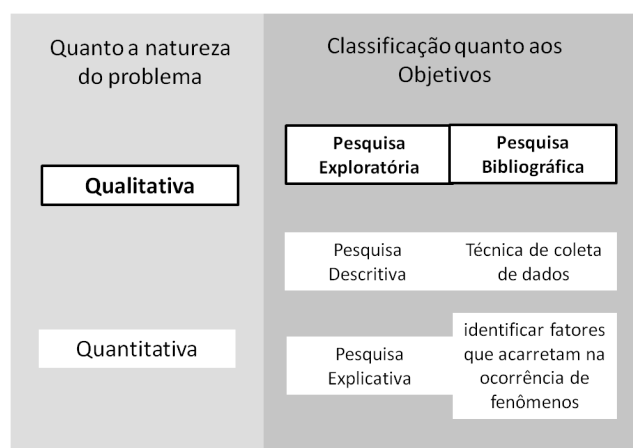 Quanto a natureza
do problema
Classificação quanto aos
Objetivos
Qualitativa
Pesquisa
Exploratória
Pesquisa
Bibliográfica
Pesquisa
Descritiva
Técnica de coleta
de dados
Quantitativa
Pesquisa
Explicativa
identificar fatores
que acarretam na
ocorrência de
fenômenos